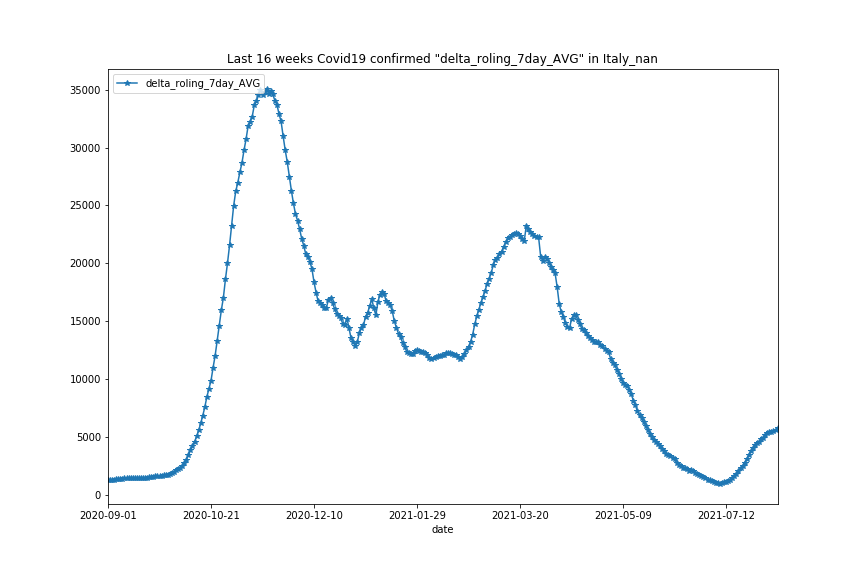 Last 16 weeks Covid19 confirmed "delta_roling_7day_AVG" in Italy_nan
delta_roling_7day_AVG
35000
30000
25000
20000
15000
10000
5000
0
2020-09-01 2020-10-21 2020-12-10 2021-01-29 2021-03-20 2021-05-09 2021-07-12
date